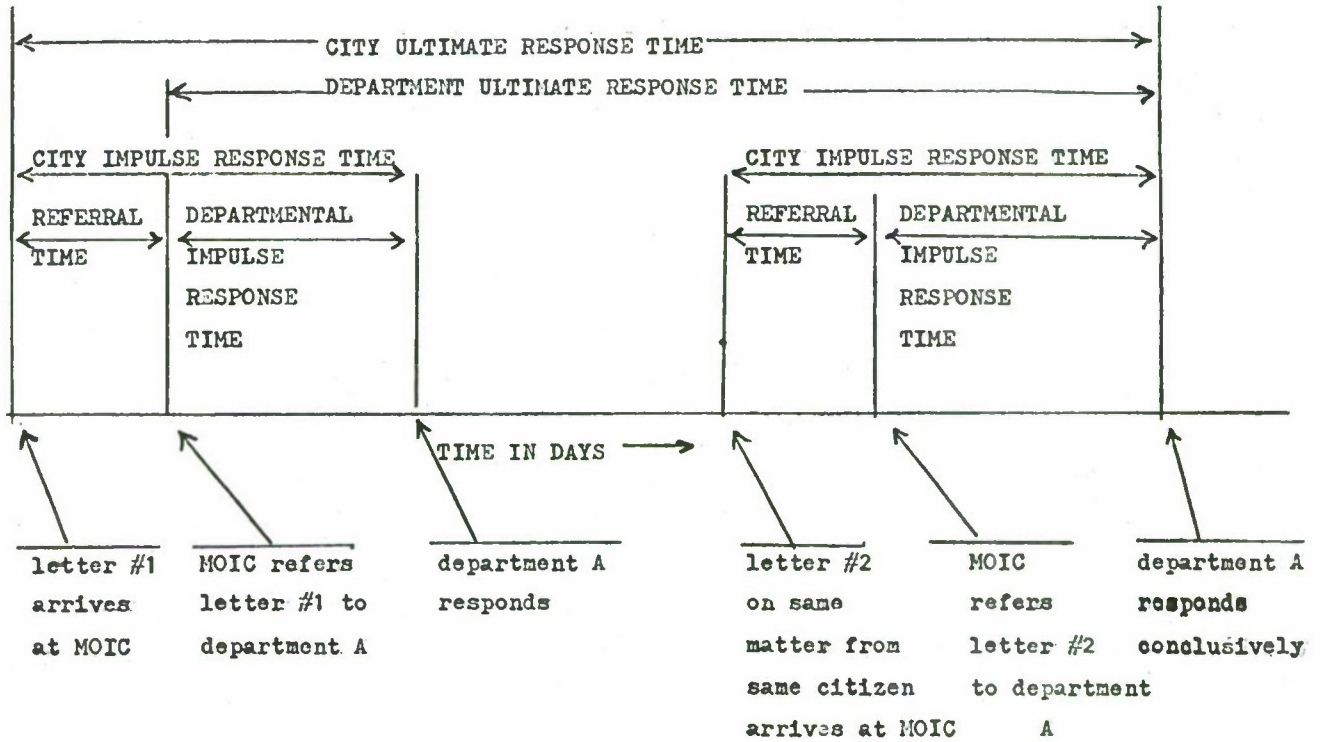 CITY ULTIMATE RESPONSE TIME
DEPARTMENT ULTIMATE RESPONSE TIME
CITY IMPULSE RESPONSE TIME
REFERRAL
TIME
DEPARTMENTAL
IMPULSE
RESPONSE
TIME
CITY IMPULSE RESPONSE TIME
REFERRAL
TIME
DEPARTMENTAL
IMPULSE
RESPONSE
TIME
TIME IN DAYS
letter #1
arrives
at MOIC
MOIC refers
letter #1 to
department A
department A
responds
letter #2
on same
matter from
same citizen
arrives at MOIC
MOIC
refers
letter #2
to department
A
department A
responds
conclusively